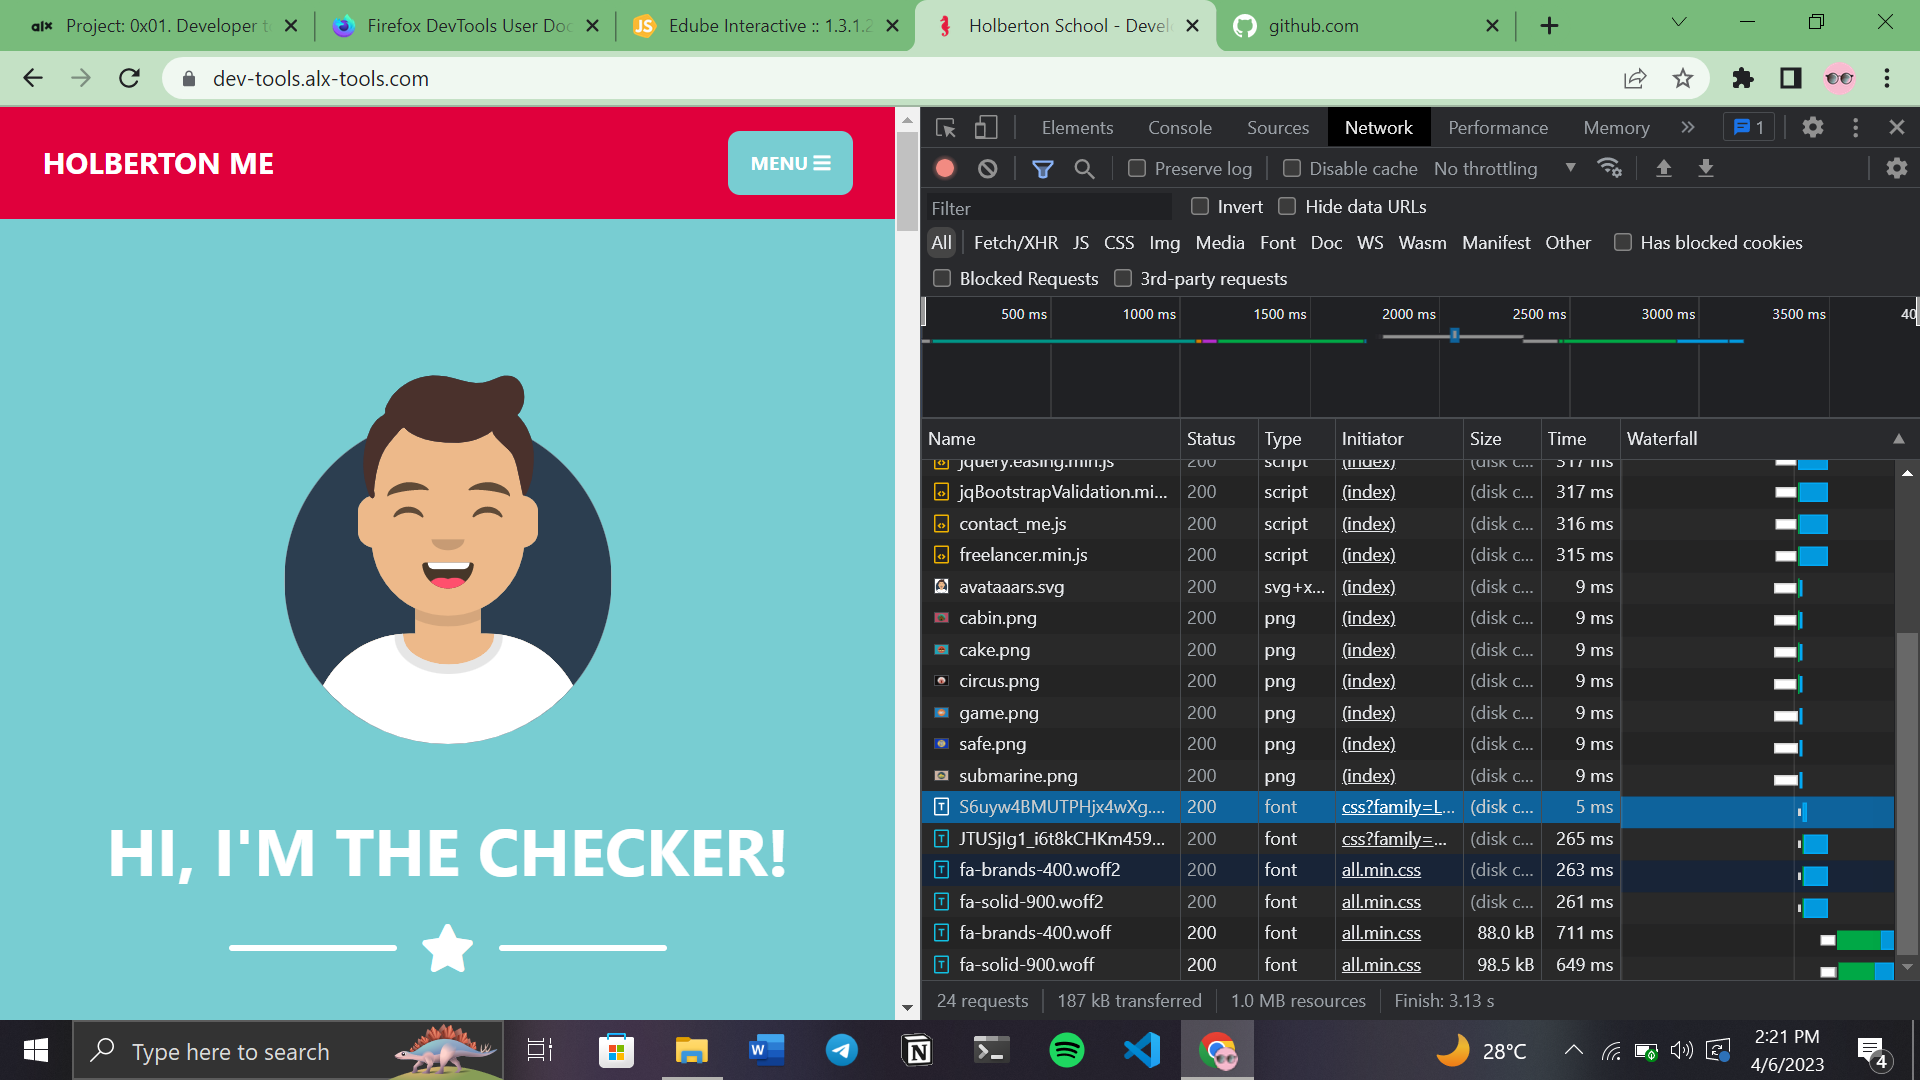 alx Project: 0x01. Developer t
Firefox DevTools User Doc
JS Edube Interactive :: 1.3.1.2
Holberton School - Devel
github.com
dev-tools.alx-tools.com
HOLBERTON ME
MENU
HI, I'M THE CHECKER!
Elements Console Sources Network Performance Memory » 1
Preserve log Disable cache No throttling
Filter Invert Hide data URLs
All Fetch/XHR JS CSS Img Media Font Doc WS Wasm Manifest Other Has blocked cookies
Blocked Requests 3rd-party requests
500 ms 1000 ms 1500 ms 2000 ms 2500 ms 3000 ms 3500 ms 40
Name Status Type Initiator Size Time Waterfall
jquery.easing.min.js 200 script (index) (disk c... 317 ms
jqBootstrapValidation.mi... 200 script (index) (disk c... 317 ms
contact_me.js 200 script (index) (disk c... 316 ms
freelancer.min.js 200 script (index) (disk c... 315 ms
avataaars.svg 200 svg+x... (index) (disk c... 9 ms
cabin.png 200 png (index) (disk c... 9 ms
cake.png 200 png (index) (disk c... 9 ms
circus.png 200 png (index) (disk c... 9 ms
game.png 200 png (index) (disk c... 9 ms
safe.png 200 png (index) (disk c... 9 ms
submarine.png 200 png (index) (disk c... 9 ms
S6uyw4BMUTPHjx4wXg.... 200 font css?family=L... (disk c... 5 ms
JTUSjIg1_i6t8kCHKm459... 200 font css?family=... (disk c... 265 ms
fa-brands-400.woff2 200 font all.min.css (disk c... 263 ms
fa-solid-900.woff2 200 font all.min.css (disk c... 261 ms
fa-brands-400.woff 200 font all.min.css 88.0 kB 711 ms
fa-solid-900.woff 200 font all.min.css 98.5 kB 649 ms
24 requests 187 kB transferred 1.0 MB resources Finish: 3.13 s
Type here to search
28°C
2:21 PM
4/6/2023
4